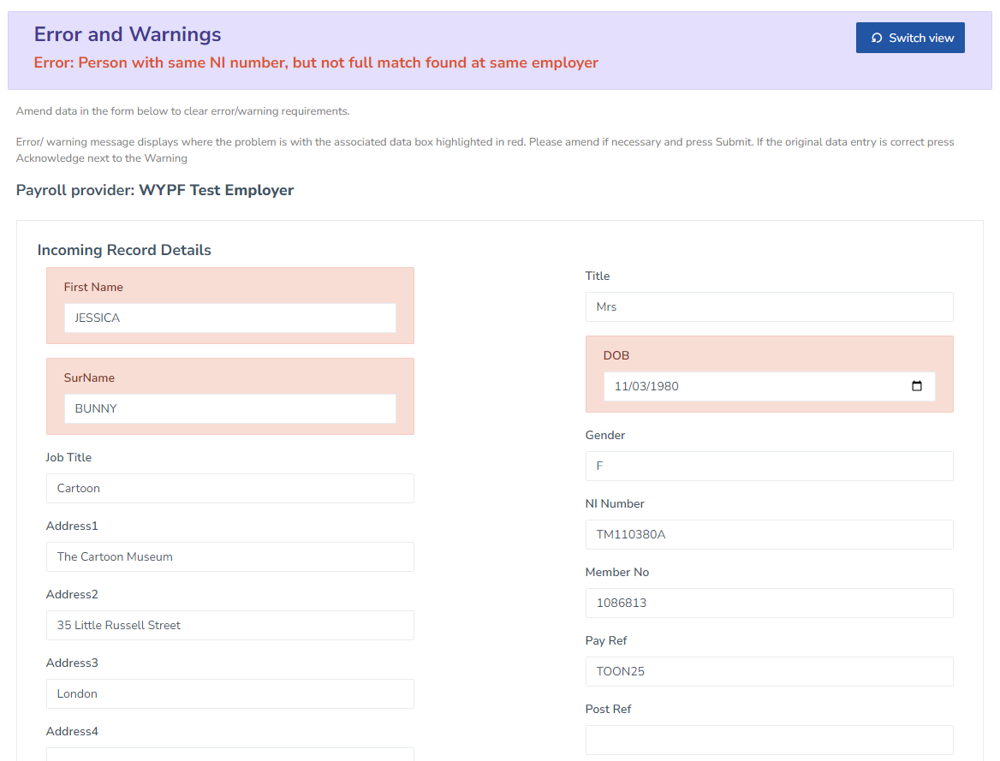 Error and Warnings
Switch view
Error: Person with same NI number, but not full match found at same employer
Amend data in the form below to clear error/warning requirements.
Error/ warning message displays where the problem is with the associated data box highlighted in red. Please amend if necessary and press Submit. If the original data entry is correct press
Acknowledge next to the Warning
Payroll provider: WYPF Test Employer
Incoming Record Details
First Name
JESSICA
SurName
BUNNY
Job Title
Cartoon
Address1
The Cartoon Museum
Address2
35 Little Russell Street
Address3
London
Address4
Title
Mrs
DOB
11/03/1980
Gender
F
NI Number
TM110380A
Member No
1086813
Pay Ref
TOON25
Post Ref